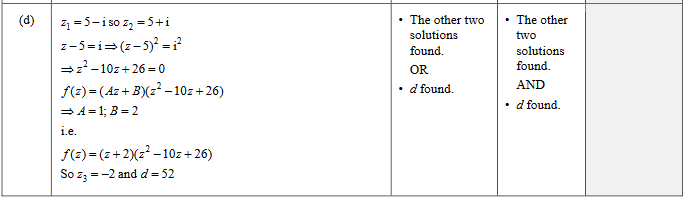 (d)
z₁ = 5 − i so z₂ = 5 + i
z − 5 = i ⇒ (z − 5)² = i²
⇒ z² − 10z + 26 = 0
f(z) = (Az + B)(z² − 10z + 26)
⇒ A = 1; B = 2
i.e.
f(z) = (z + 2)(z² − 10z + 26)
So z₃ = −2 and d = 52
• The other two
solutions
found.
OR
• d found.
• The other
two
solutions
found.
AND
• d found.